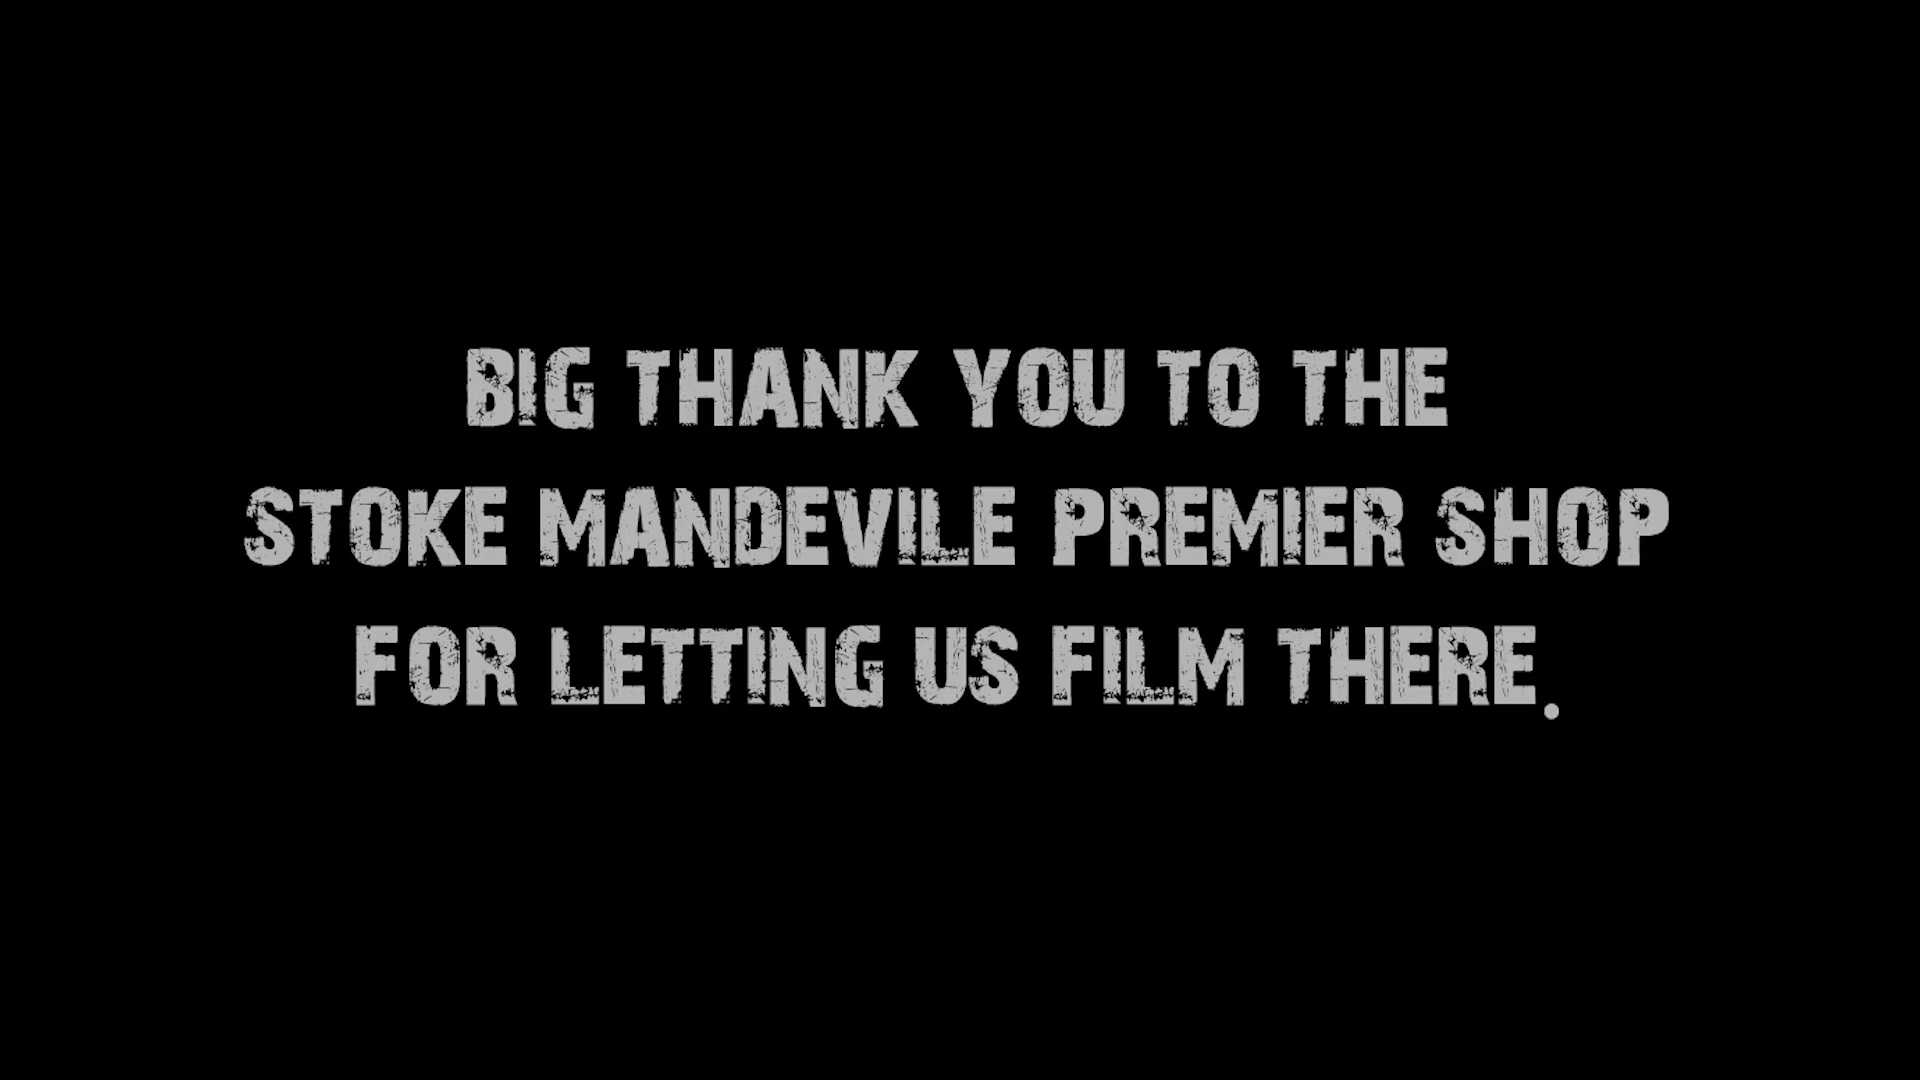 BIG THANK YOU TO THE
STOKE MANDEVILE PREMIER SHOP
FOR LETTING US FILM THERE.